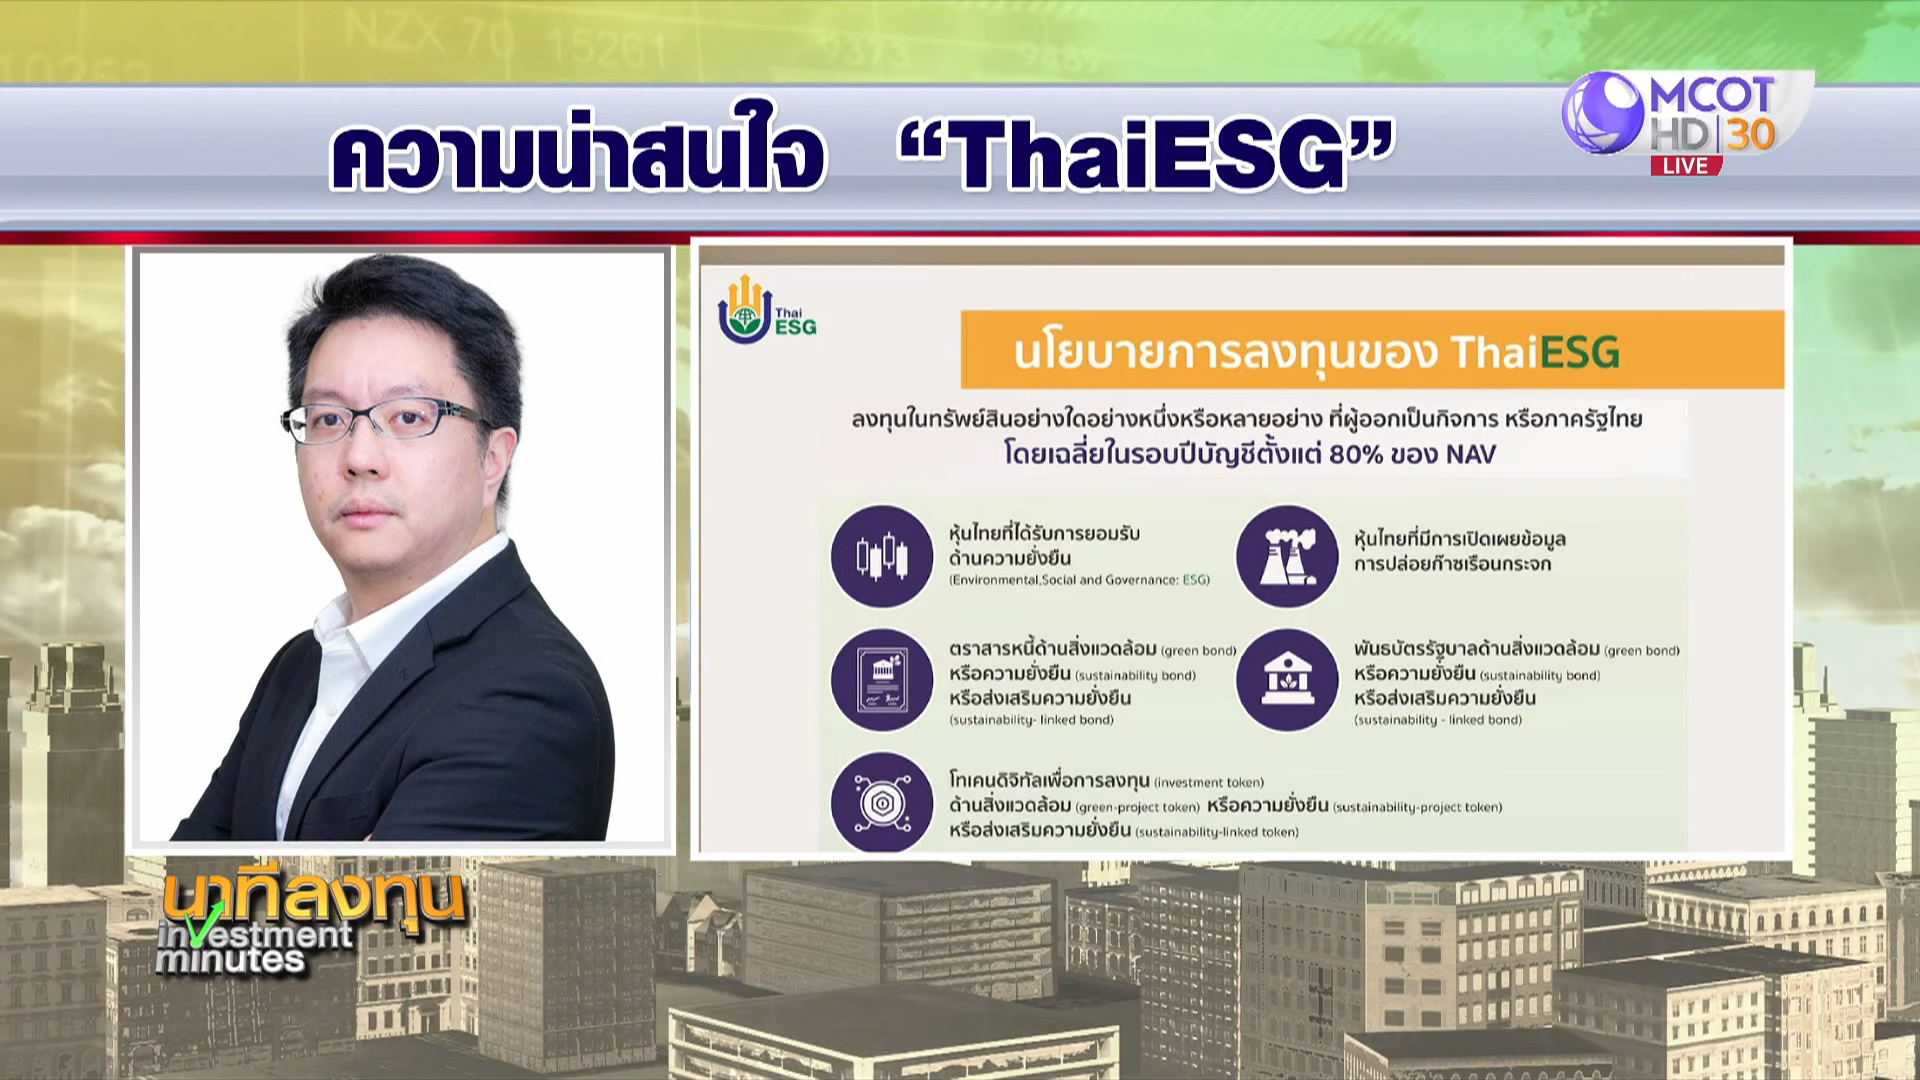 NZX 70 15261
10253
9373
9489
ความน่าสนใจ “ThaiESG”
MCOT
HD 30
LIVE
Thai
ESG
นโยบายการลงทุนของ ThaiESG
ลงทุนในทรัพย์สินอย่างใดอย่างหนึ่งหรือหลายอย่าง ที่ผู้ออกเป็นกิจการ หรือภาครัฐไทย
โดยเฉลี่ยในรอบปีบัญชีตั้งแต่ 80% ของ NAV
หุ้นไทยที่ได้รับการยอมรับ
ด้านความยั่งยืน
(Environmental,Social and Governance: ESG)
หุ้นไทยที่มีการเปิดเผยข้อมูล
การปล่อยก๊าซเรือนกระจก
ตราสารหนี้ด้านสิ่งแวดล้อม (green bond)
หรือความยั่งยืน (sustainability bond)
หรือส่งเสริมความยั่งยืน
(sustainability- linked bond)
พันธบัตรรัฐบาลด้านสิ่งแวดล้อม (green bond)
หรือความยั่งยืน (sustainability bond)
หรือส่งเสริมความยั่งยืน
(sustainability - linked bond)
โทเคนดิจิทัลเพื่อการลงทุน (investment token)
ด้านสิ่งแวดล้อม (green-project token) หรือความยั่งยืน (sustainability-project token)
หรือส่งเสริมความยั่งยืน (sustainability-linked token)
นาทีลงทุน
investment
minutes